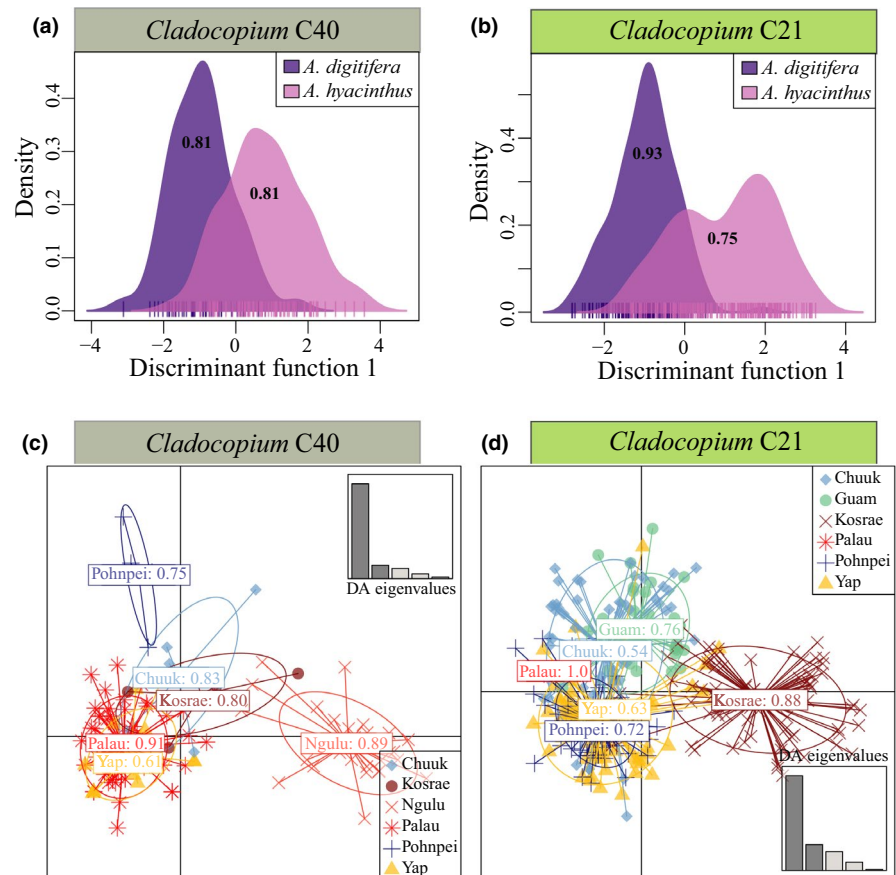 (a)
Cladocopium C40
A. digitifera
A. hyacinthus
0.81
0.81
Density
0.0
0.1
0.2
0.3
0.4
−4
−2
0
2
4
Discriminant function 1
(b)
Cladocopium C21
A. digitifera
A. hyacinthus
0.93
0.75
Density
0.0
0.2
0.4
−2
0
2
4
Discriminant function 1
(c)
Cladocopium C40
DA eigenvalues
Pohnpei: 0.75
Chuuk: 0.83
Kosrae: 0.80
Palau: 0.91
Yap: 0.61
Ngulu: 0.89
Chuuk
Kosrae
Ngulu
Palau
Pohnpei
Yap
(d)
Cladocopium C21
Chuuk
Guam
Kosrae
Palau
Pohnpei
Yap
Guam: 0.76
Chuuk: 0.54
Palau: 1.0
Yap: 0.63
Kosrae: 0.88
Pohnpei: 0.72
DA eigenvalues